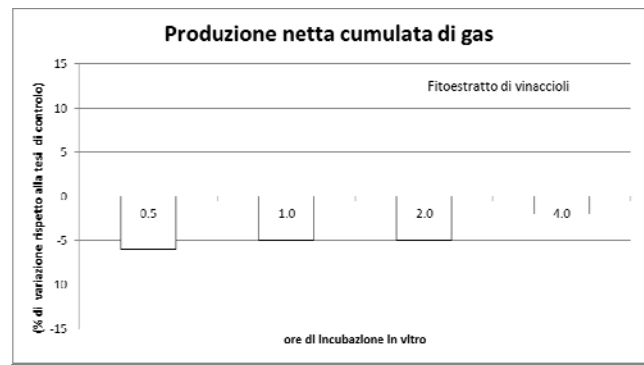 Produzione netta cumulata di gas
(% di variazione rispetto alla tesi di controlo)
15
10
5
0
-5
10
-15
Fitoestratto di vinaccioli
0.5
1.0
2.0
4.0
ore di incubazione in vitro